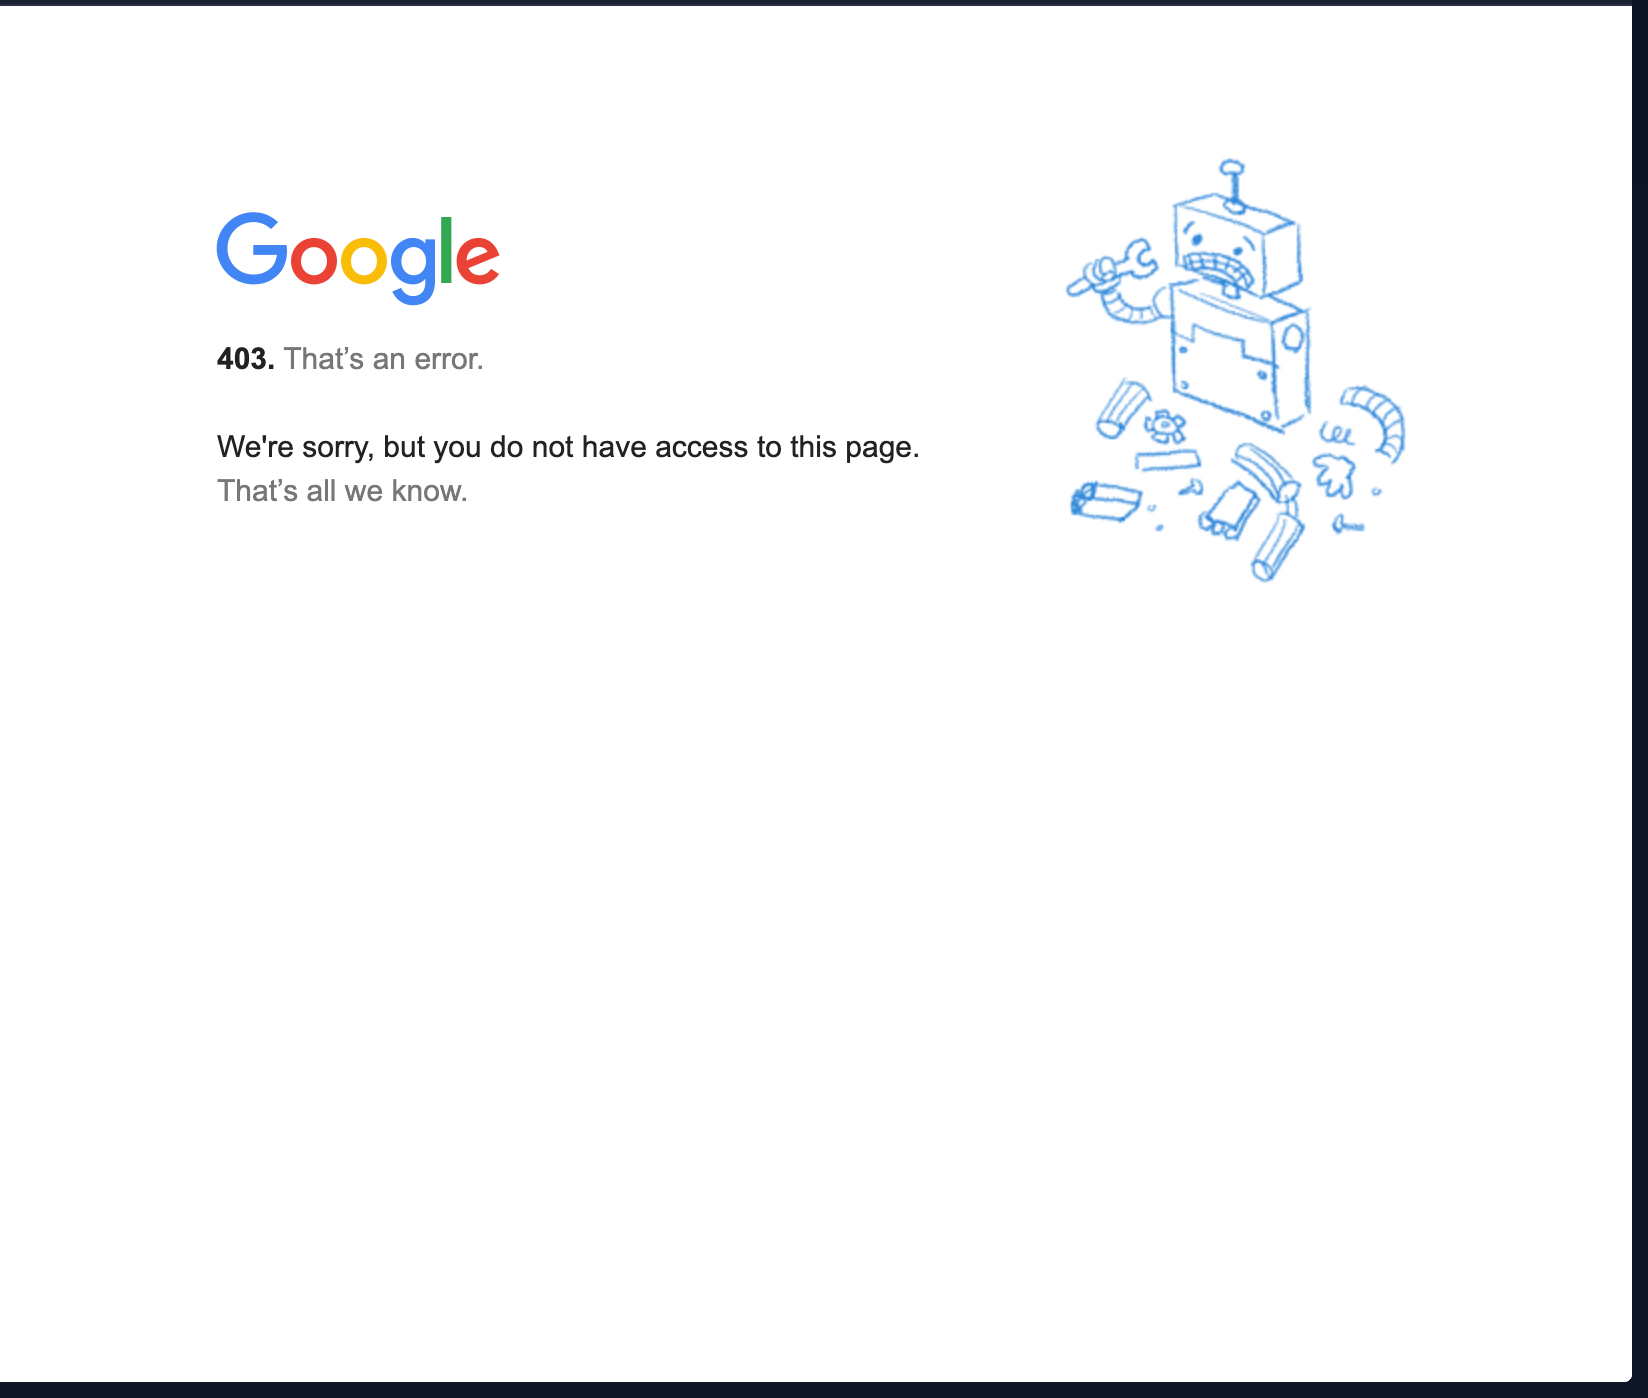 Google
403. That’s an error.
We're sorry, but you do not have access to this page.
That’s all we know.